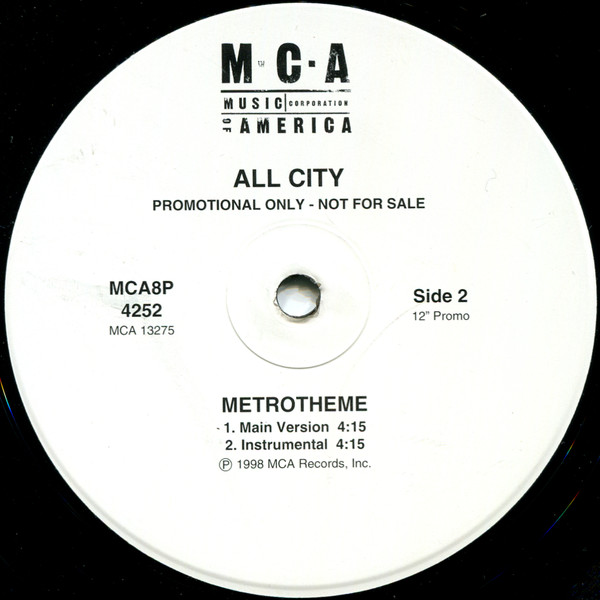 M™C·A
MUSIC CORPORATION
OF AMERICA
ALL CITY
PROMOTIONAL ONLY - NOT FOR SALE
MCA8P
4252
MCA 13275
Side 2
12" Promo
METROTHEME
1. Main Version 4:15
2. Instrumental 4:15
℗ 1998 MCA Records, Inc.